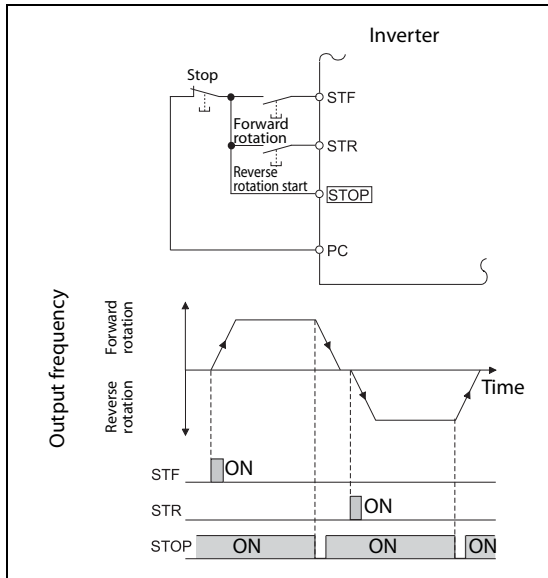 Inverter
Stop
STF
Forward
rotation
STR
Reverse
rotation start
STOP
PC
Output frequency
Forward
rotation
Reverse
rotation
Time
STF
ON
STR
ON
STOP
ON
ON
ON